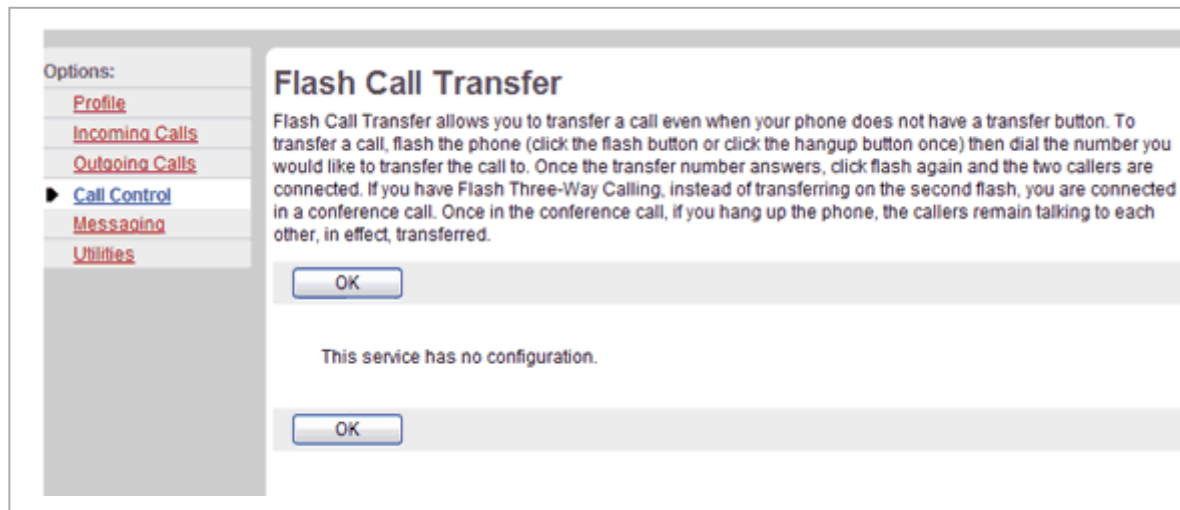 Options:
Profile
Incoming Calls
Outgoing Calls
Call Control
Messaging
Utilities
Flash Call Transfer
Flash Call Transfer allows you to transfer a call even when your phone does not have a transfer button. To
transfer a call, flash the phone (click the flash button or click the hangup button once) then dial the number you
would like to transfer the call to. Once the transfer number answers, click flash again and the two callers are
connected. If you have Flash Three-Way Calling, instead of transferring on the second flash, you are connected
in a conference call. Once in the conference call, if you hang up the phone, the callers remain talking to each
other, in effect, transferred.
OK
This service has no configuration.
OK